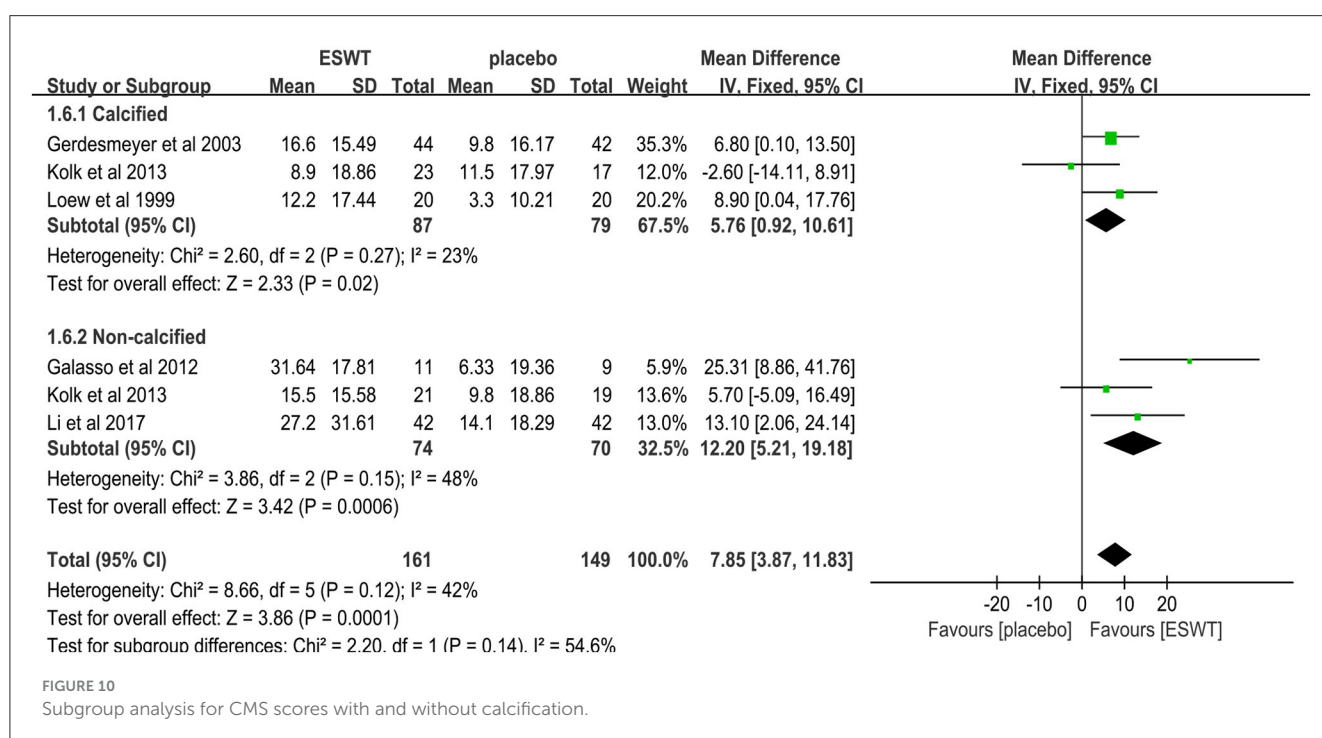 ESWT placebo Mean Difference Mean Difference
Study or Subgroup Mean SD Total Mean SD Total Weight IV, Fixed, 95% CI IV, Fixed, 95% CI
1.6.1 Calcified
Gerdesmeyer et al 2003 16.6 15.49 44 9.8 16.17 42 35.3% 6.80 [0.10, 13.50]
Kolk et al 2013 8.9 18.86 23 11.5 17.97 17 12.0% -2.60 [-14.11, 8.91]
Loew et al 1999 12.2 17.44 20 3.3 10.21 20 20.2% 8.90 [0.04, 17.76]
Subtotal (95% CI) 87 79 67.5% 5.76 [0.92, 10.61]
Heterogeneity: Chi² = 2.60, df = 2 (P = 0.27); I² = 23%
Test for overall effect: Z = 2.33 (P = 0.02)
1.6.2 Non-calcified
Galasso et al 2012 31.64 17.81 11 6.33 19.36 9 5.9% 25.31 [8.86, 41.76]
Kolk et al 2013 15.5 15.58 21 9.8 18.86 19 13.6% 5.70 [-5.09, 16.49]
Li et al 2017 27.2 31.61 42 14.1 18.29 42 13.0% 13.10 [2.06, 24.14]
Subtotal (95% CI) 74 70 32.5% 12.20 [5.21, 19.18]
Heterogeneity: Chi² = 3.86, df = 2 (P = 0.15); I² = 48%
Test for overall effect: Z = 3.42 (P = 0.0006)
Total (95% CI) 161 149 100.0% 7.85 [3.87, 11.83]
Heterogeneity: Chi² = 8.66, df = 5 (P = 0.12); I² = 42%
Test for overall effect: Z = 3.86 (P = 0.0001)
Test for subgroup differences: Chi² = 2.20. df = 1 (P = 0.14). I² = 54.6%
-20 -10 0 10 20
Favours [placebo] Favours [ESWT]
FIGURE 10
Subgroup analysis for CMS scores with and without calcification.